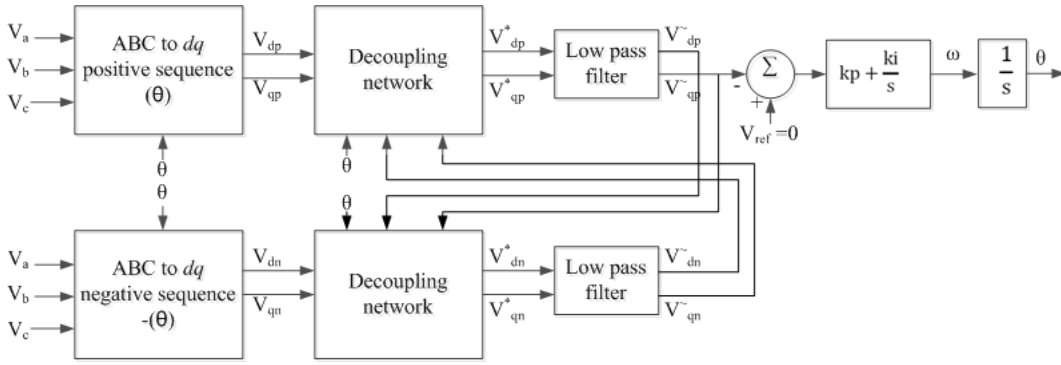 Va
Vb
Vc
ABC to dq
positive sequence
(θ)
Vdp
Vqp
Decoupling
network
V*dp
V*qp
Low pass
filter
V~dp
V~qp
-
Σ
+
Vref =0
kp + ki/s
ω
1/s
θ
θ
θ
θ
θ
Va
Vb
Vc
ABC to dq
negative sequence
-(θ)
Vdn
Vqn
Decoupling
network
V*dn
V*qn
Low pass
filter
V~dn
V~qn